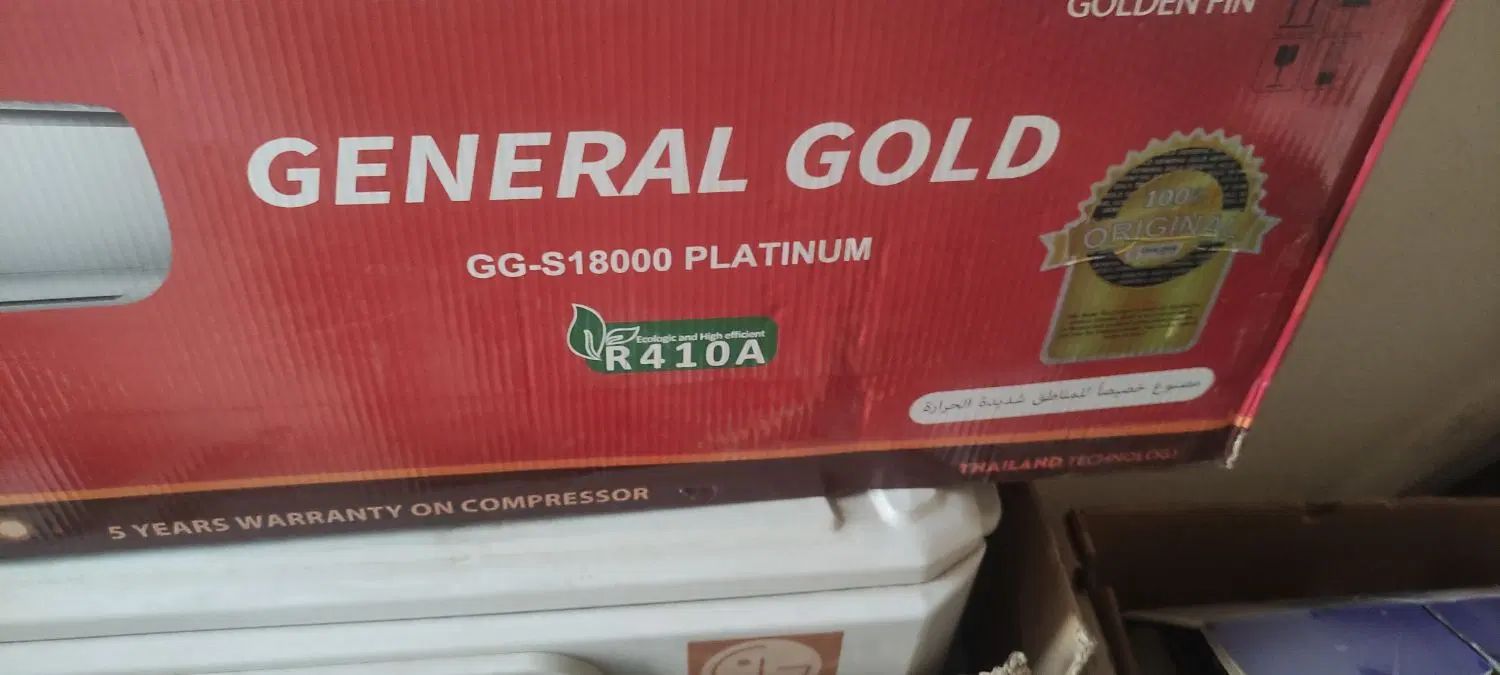 GOLDEN FIN
GENERAL GOLD
100%
ORIGINAL
GG-S18000 PLATINUM
Ecologic and High efficient
R410A
مصنوع خصيصاً للمناطق شديدة الحرارة
THAILAND TECHNOLOGY
5 YEARS WARRANTY ON COMPRESSOR